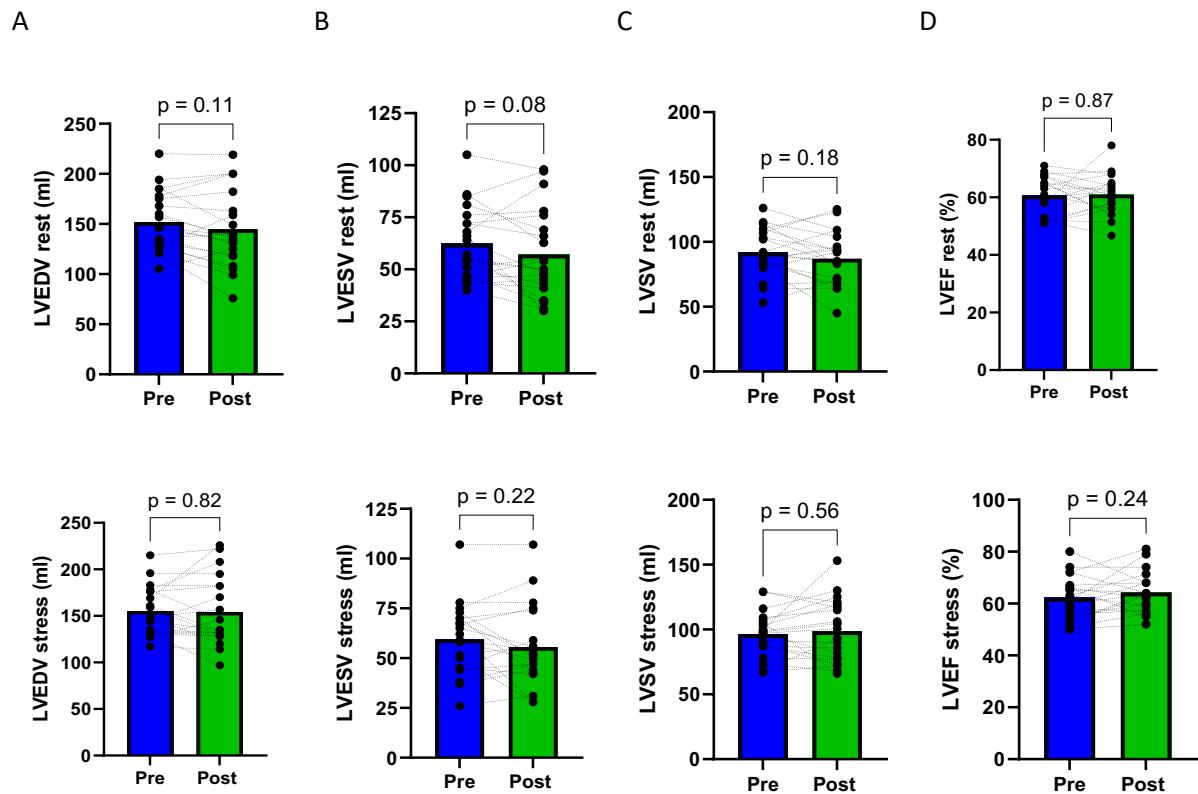 A
B
C
D
p = 0.11
LVEDV rest (ml)
250
200
150
100
50
0
Pre Post
p = 0.08
LVESV rest (ml)
125
100
75
50
25
0
Pre Post
p = 0.18
LVSV rest (ml)
200
150
100
50
0
Pre Post
p = 0.87
LVEF rest (%)
80
60
40
20
0
Pre Post
p = 0.82
LVEDV stress (ml)
250
200
150
100
50
0
Pre Post
p = 0.22
LVESV stress (ml)
125
100
75
50
25
0
Pre Post
p = 0.56
LVSV stress (ml)
200
150
100
50
0
Pre Post
p = 0.24
LVEF stress (%)
100
80
60
40
20
0
Pre Post